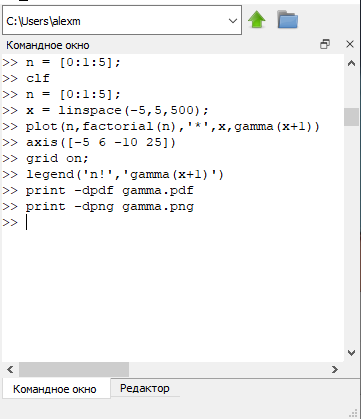 C:\Users\alexm
Командное окно
>> n = [0:1:5];
>> clf
>> n = [0:1:5];
>> x = linspace(-5,5,500);
>> plot(n,factorial(n),'*',x,gamma(x+1))
>> axis([-5 6 -10 25])
>> grid on;
>> legend('n!','gamma(x+1)')
>> print -dpdf gamma.pdf
>> print -dpng gamma.png
>>
Командное окно
Редактор